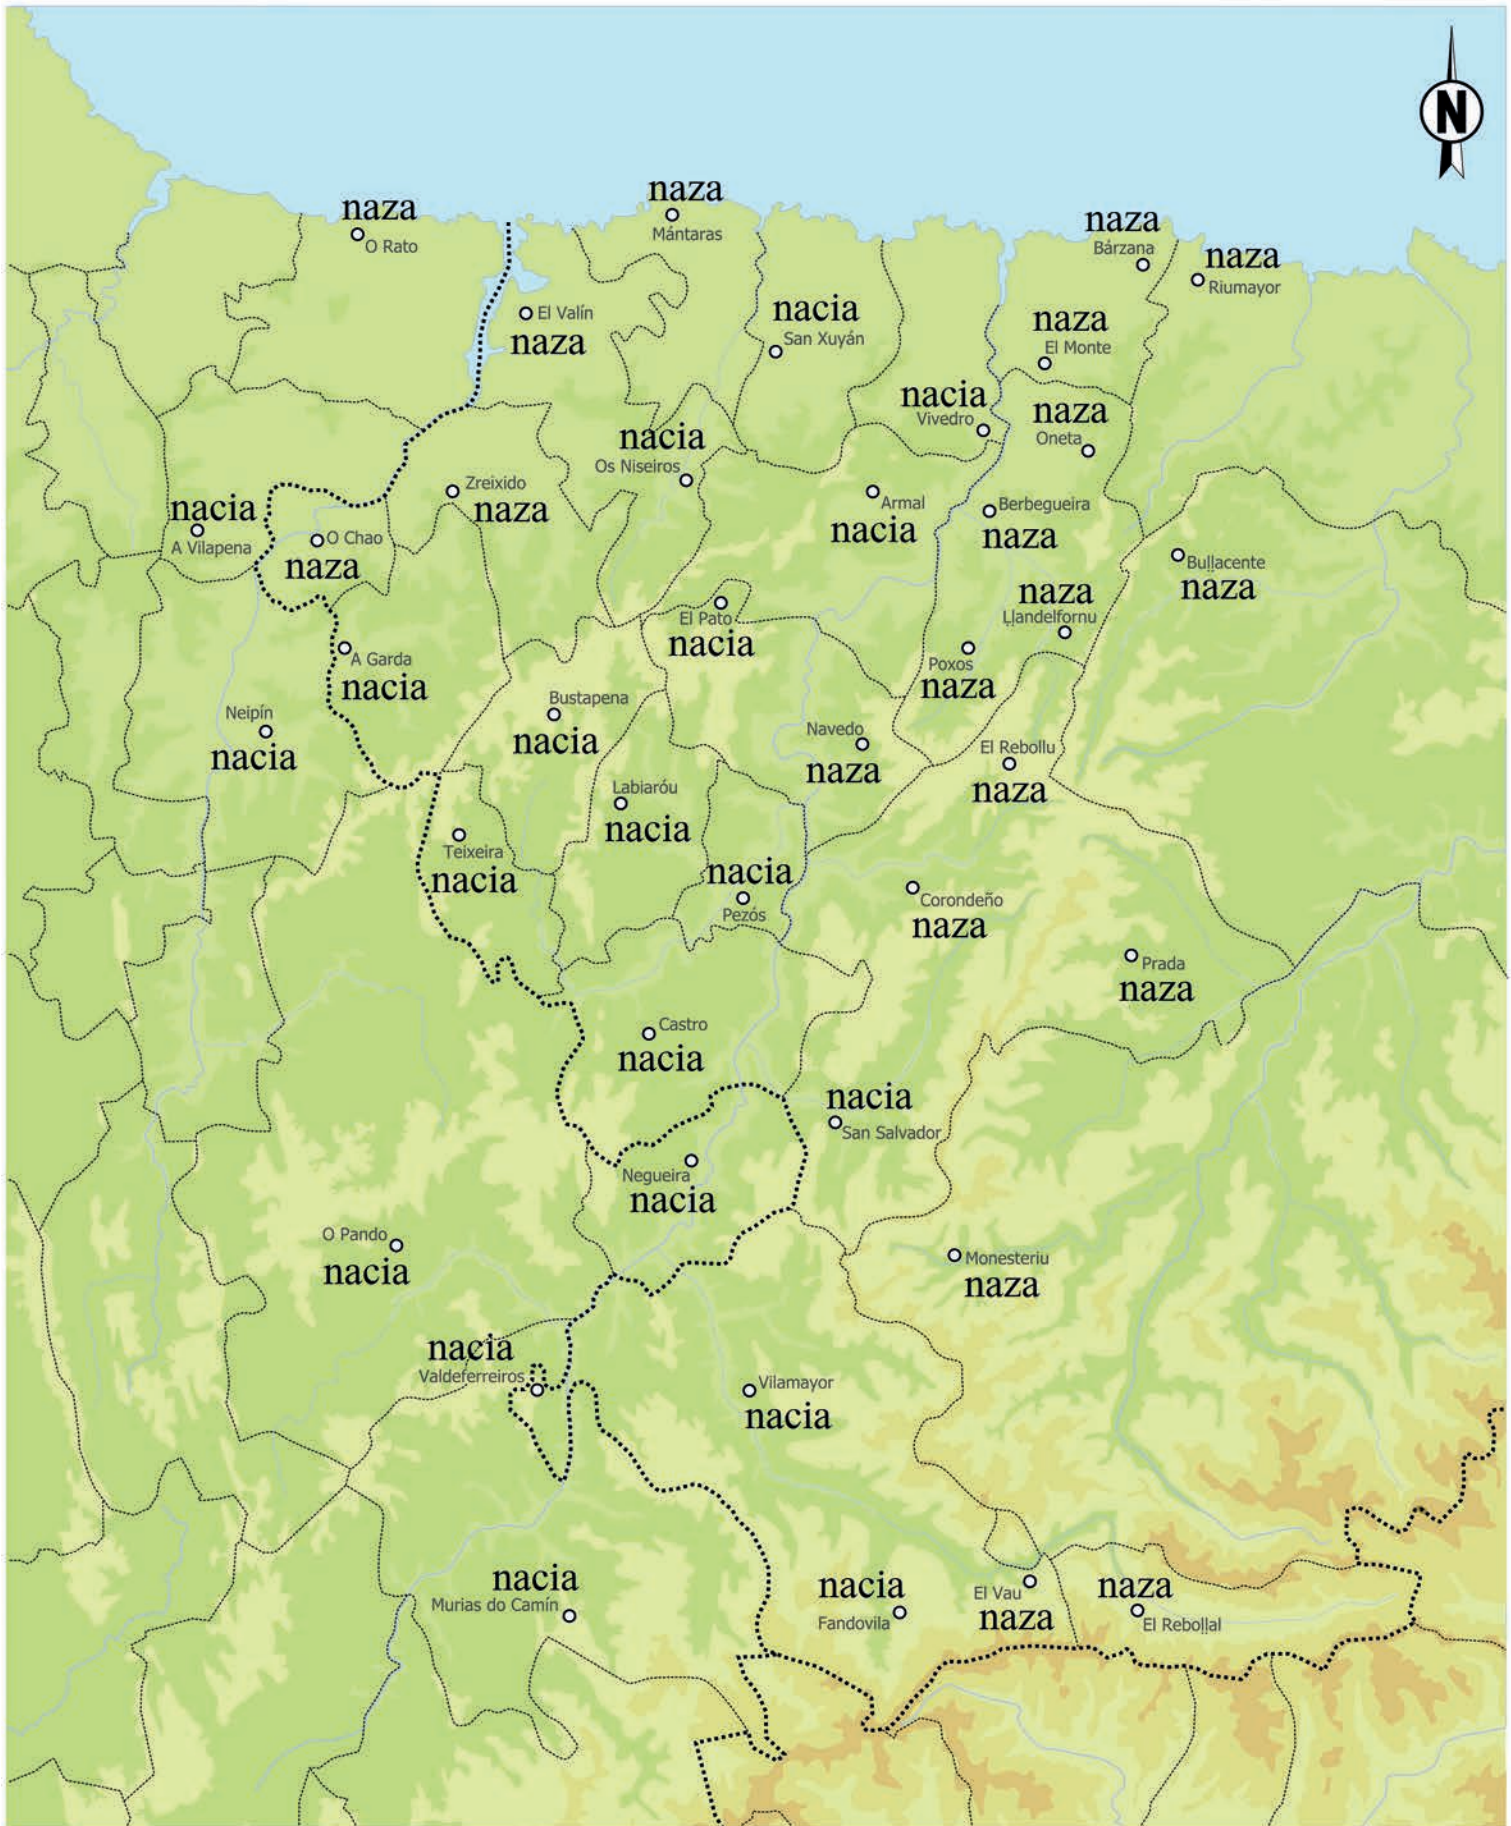 N
naza
O Rato
naza
Mántaras
naza
Bárzana
naza
Riumayor
El Valín
naza
nacia
San Xuyán
naza
El Monte
nacia
Vivedro
naza
Oneta
nacia
Os Niseiros
Zreixido
naza
nacia
A Vilapena
O Chao
naza
Armal
nacia
Berbegueira
naza
Buḷḷacente
naza
naza
Ḷḷandelfornu
El Pato
nacia
A Garda
nacia
Poxos
naza
Bustapena
nacia
Neipín
nacia
Navedo
naza
El Rebollu
naza
Labiaróu
nacia
Teixeira
nacia
nacia
Pezós
Corondeño
naza
Prada
naza
Castro
nacia
nacia
San Salvador
Negueira
nacia
O Pando
nacia
Monesteriu
naza
nacia
Valdeferreiros
Vilamayor
nacia
nacia
Murias do Camín
nacia
Fandovila
El Vau
naza
naza
El Reboḷḷal